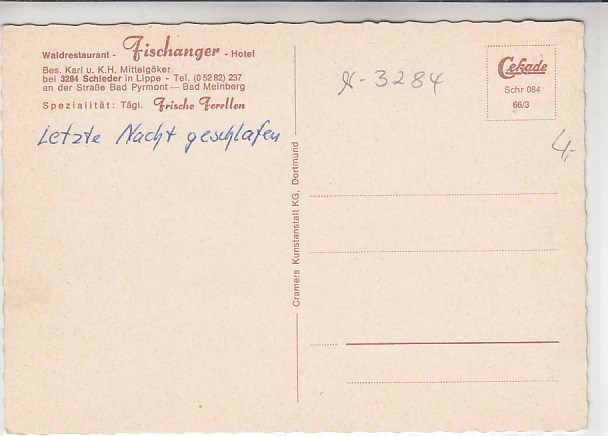 Waldrestaurant - Fischanger - Hotel
Bes. Karl u. K.H. Mittelgöker
bei 3284 Schieder in Lippe - Tel. (0 52 82) 237
an der Straße Bad Pyrmont — Bad Meinberg
Spezialität: Tägl. Frische Forellen
Letzte Nacht geschlafen
Cramers Kunstanstalt KG, Dortmund
- 3284
Cekade
Schr 084
66/3
4,-